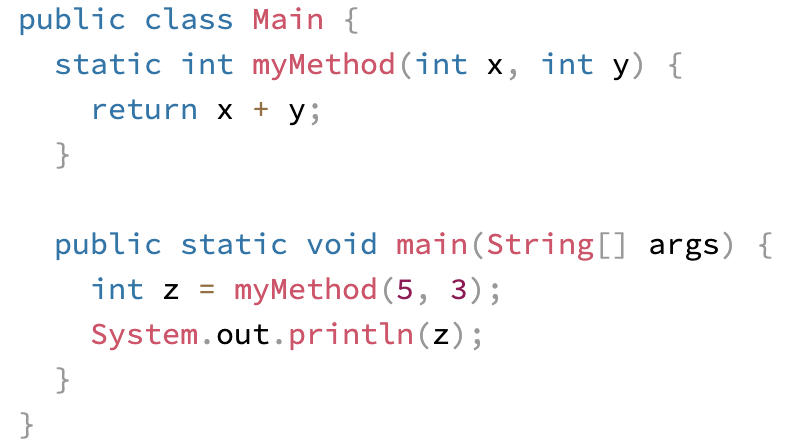 public class Main {
  static int myMethod(int x, int y) {
    return x + y;
  }

  public static void main(String[] args) {
    int z = myMethod(5, 3);
    System.out.println(z);
  }
}